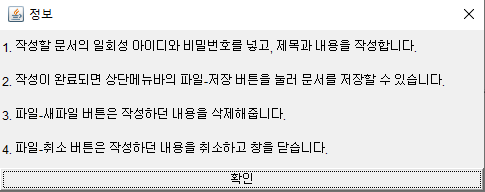 정보
1. 작성할 문서의 일회성 아이디와 비밀번호를 넣고, 제목과 내용을 작성합니다.
2. 작성이 완료되면 상단메뉴바의 파일-저장 버튼을 눌러 문서를 저장할 수 있습니다.
3. 파일-새파일 버튼은 작성하던 내용을 삭제해줍니다.
4. 파일-취소 버튼은 작성하던 내용을 취소하고 창을 닫습니다.
확인